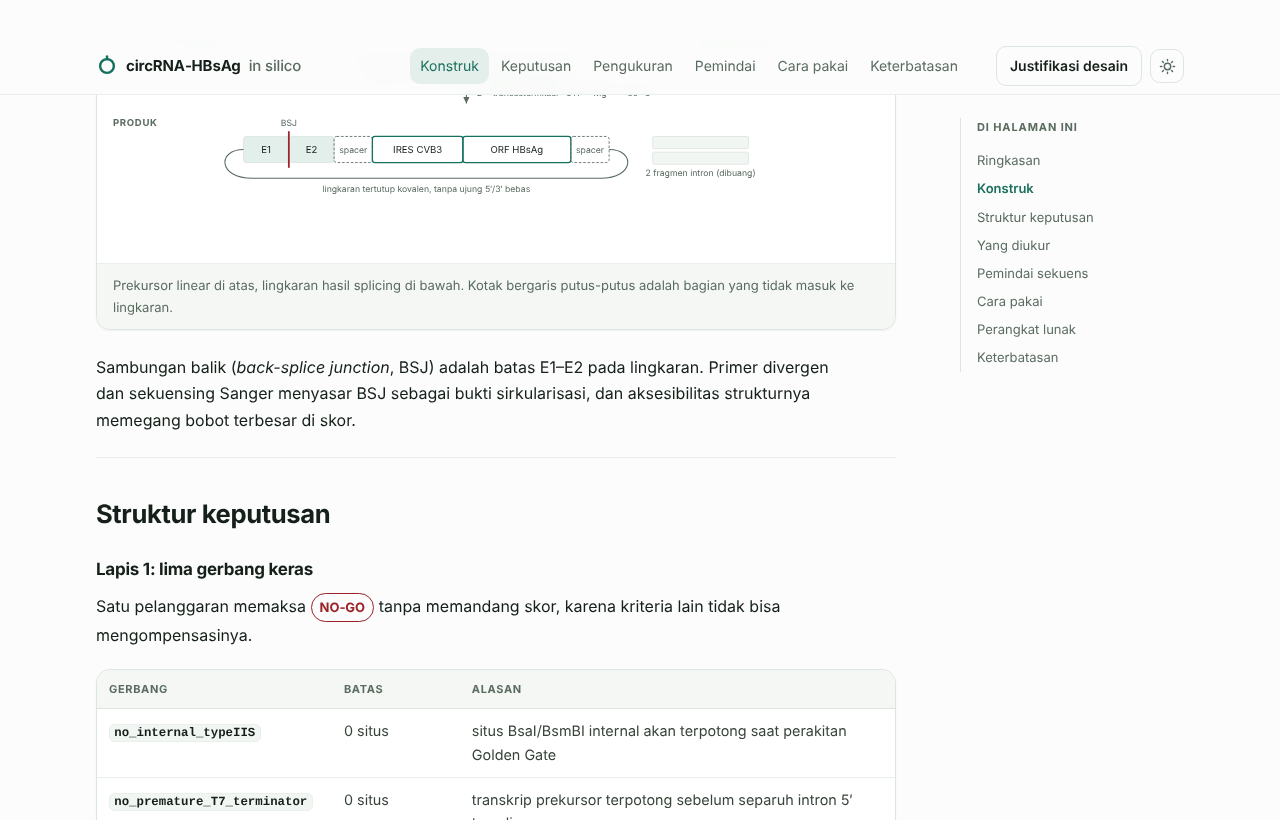 circRNA-HBsAg in silico
Konstruk
Keputusan
Pengukuran
Pemindai
Cara pakai
Keterbatasan
Justifikasi desain
PRODUK
BSJ
E1
E2
spacer
IRES CVB3
ORF HBsAg
spacer
2 fragmen intron (dibuang)
lingkaran tertutup kovalen, tanpa ujung 5′/3′ bebas
Prekursor linear di atas, lingkaran hasil splicing di bawah. Kotak bergaris putus-putus adalah bagian yang tidak masuk ke
lingkaran.
Sambungan balik (back-splice junction, BSJ) adalah batas E1–E2 pada lingkaran. Primer divergen
dan sekuensing Sanger menyasar BSJ sebagai bukti sirkularisasi, dan aksesibilitas strukturnya
memegang bobot terbesar di skor.
Struktur keputusan
Lapis 1: lima gerbang keras
Satu pelanggaran memaksa NO-GO tanpa memandang skor, karena kriteria lain tidak bisa
mengompensasinya.
GERBANG BATAS ALASAN
no_internal_typeIIS 0 situs situs BsaI/BsmBI internal akan terpotong saat perakitan
Golden Gate
no_premature_T7_terminator 0 situs transkrip prekursor terpotong sebelum separuh intron 5′
DI HALAMAN INI
Ringkasan
Konstruk
Struktur keputusan
Yang diukur
Pemindai sekuens
Cara pakai
Perangkat lunak
Keterbatasan